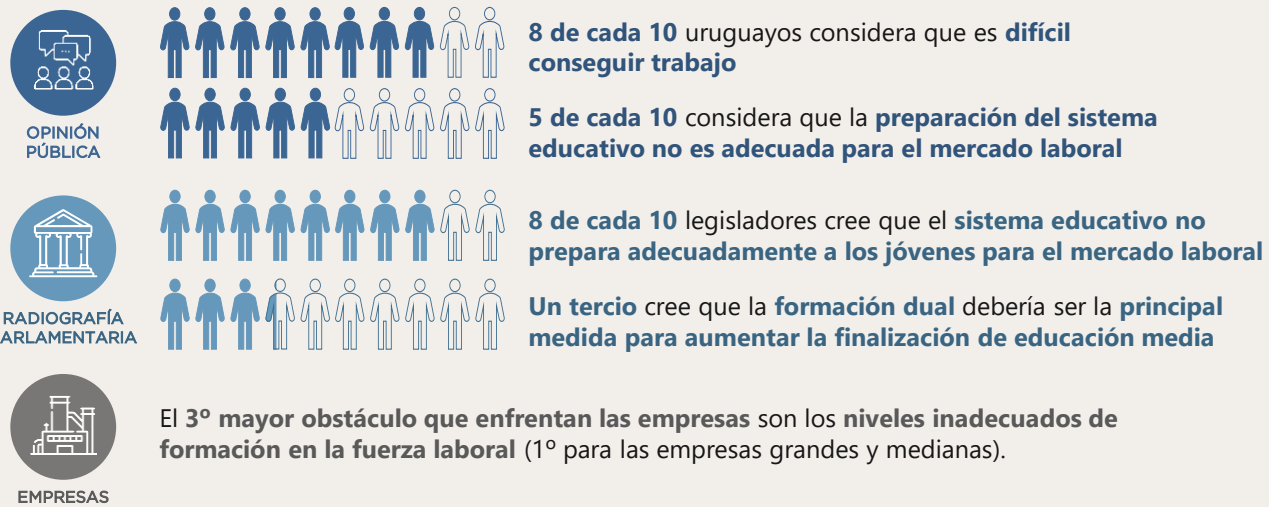 8 de cada 10 uruguayos considera que es difícil
conseguir trabajo
OPINIÓN
PÚBLICA
5 de cada 10 considera que la preparación del sistema
educativo no es adecuada para el mercado laboral
8 de cada 10 legisladores cree que el sistema educativo no
prepara adecuadamente a los jóvenes para el mercado laboral
RADIOGRAFÍA
ARLAMENTARIA
Un tercio cree que la formación dual debería ser la principal
medida para aumentar la finalización de educación media
El 3º mayor obstáculo que enfrentan las empresas son los niveles inadecuados de
formación en la fuerza laboral (1º para las empresas grandes y medianas).
EMPRESAS